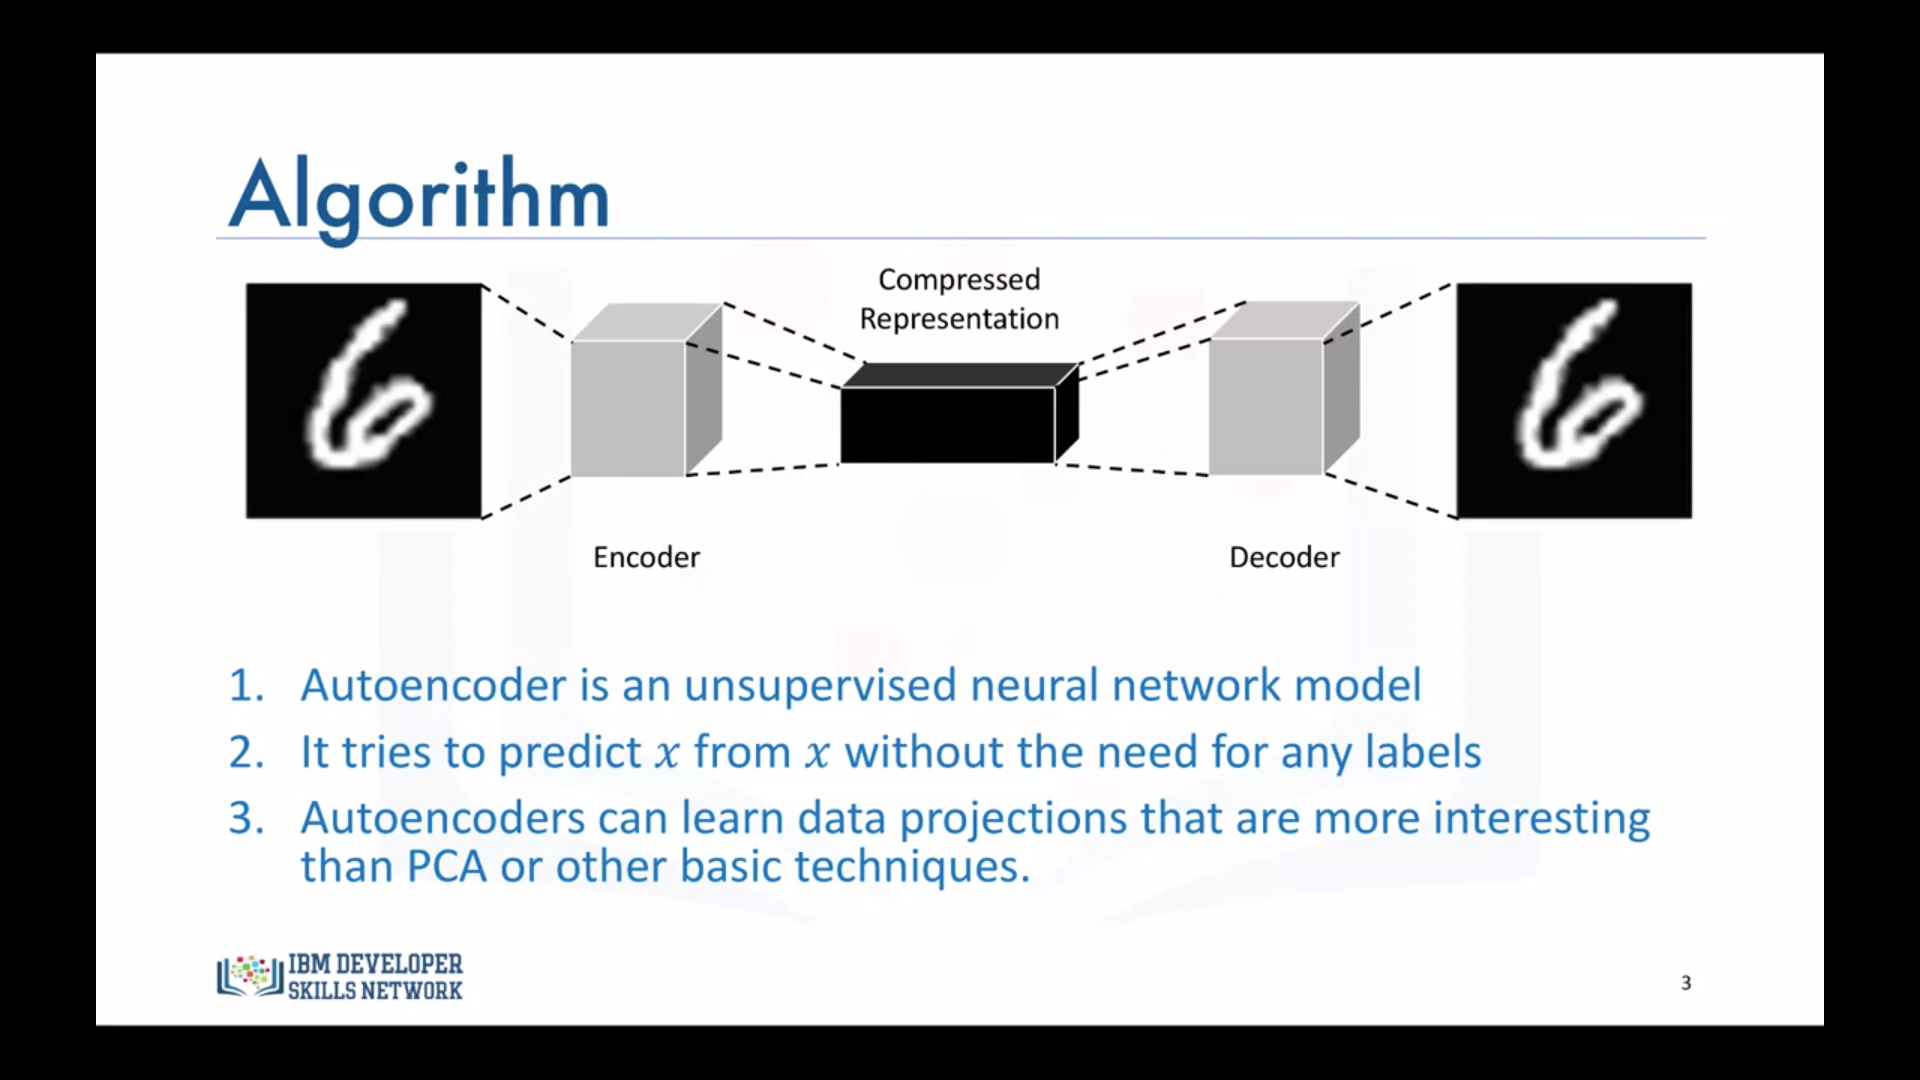 Algorithm
Compressed
Representation
Encoder
Decoder
1. Autoencoder is an unsupervised neural network model
2. It tries to predict x from x without the need for any labels
3. Autoencoders can learn data projections that are more interesting
than PCA or other basic techniques.
IBM DEVELOPER
SKILLS NETWORK
3